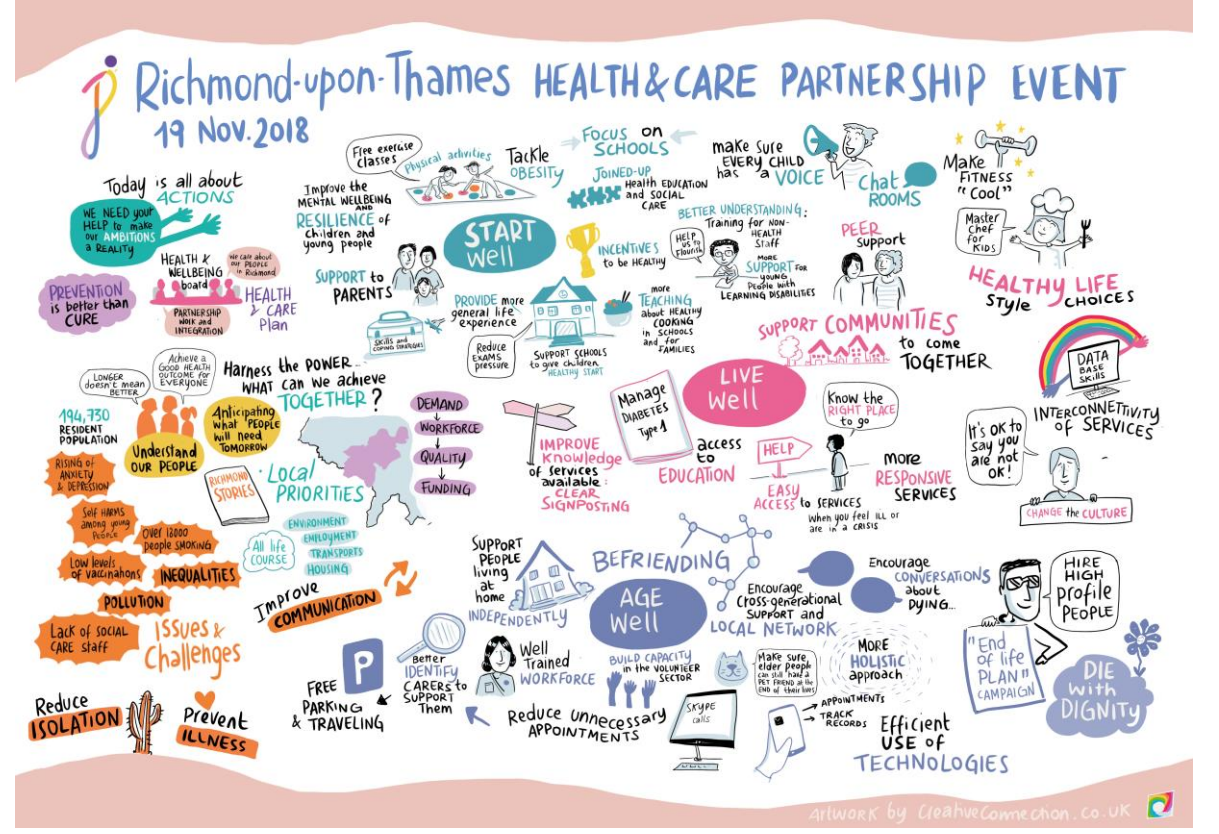 Richmond-upon-Thames HEALTH & CARE PARTNERSHIP EVENT
19 NOV. 2018
Today is all about
ACTIONS
WE NEED your
HELP to make
our AMBITIONS
a REALITY
PREVENTION
is better than
CURE
HEALTH &
WELLBEING
board
We care about
our PEOPLE
in Richmond
PARTNERSHIP
WORK and
INTEGRATION
HEALTH
& CARE
Plan
Free exercise
classes
Physical activities
Tackle
OBESITY
Improve the
MENTAL WELLBEING
AND
RESILIENCE of
children and
young people
START
Well
SUPPORT to
PARENTS
SKILLS and
COPING STRATEGIES
PROVIDE more
general life
experience
Reduce
EXAMS
pressure
SUPPORT SCHOOLS
to give children
HEALTHY START
FOCUS on
SCHOOLS
JOINED-UP
Health EDUCATION
and SOCIAL
CARE
INCENTIVES
to be HEALTHY
more
TEACHING
about HEALTHY
COOKING
in SCHOOLS
and for
FAMILIES
make sure
EVERY CHILD
has a VOICE
BETTER UNDERSTANDING:
Training for NON-
HEALTH
Staff
HELP
us to
Flourish
MORE
SUPPORT FOR
YOUNG
People with
LEARNING DISABILITIES
Chat
ROOMS
PEER
Support
Make
FITNESS
"Cool"
Master
Chef
for
KIDS
HEALTHY LIFE
Style CHOICES
SUPPORT COMMUNITIES
to come
TOGETHER
LIVE
Well
Manage
DIABETES
Type 1
access
to
EDUCATION
IMPROVE
Knowledge
of services
available:
CLEAR
SIGNPOSTING
HELP
EASY
ACCESS to SERVICES
When you feel ILL or
are in a CRISIS
Know the
RIGHT PLACE
to go
more
RESPONSIVE
SERVICES
DATA
BASE
SKILLS
INTERCONNECTIVITY
OF SERVICES
It's OK to
say you
are not
OK!
CHANGE the CULTURE
Harness the POWER...
WHAT can we achieve
TOGETHER?
LONGER
doesn't mean
BETTER
Achieve a
GOOD HEALTH
OUTCOME for
EVERYONE
194,730
RESIDENT
POPULATION
Understand
OUR PEOPLE
Anticipating
what PEOPLE
will need
TOMORROW
RICHMOND
STORIES
LOCAL
PRIORITIES
DEMAND
WORKFORCE
QUALITY
FUNDING
All life
COURSE
ENVIRONMENT
EMPLOYMENT
TRANSPORTS
HOUSING
RISING of
ANXIETY
& DEPRESSION
Self HARMS
among young
People
Over 12000
people SMOKING
Low levels
of vaccinations
INEQUALITIES
POLLUTION
Lack of SOCIAL
CARE staff
ISSUES &
Challenges
Improve
COMMUNICATION
Reduce
ISOLATION
Prevent
ILLNESS
SUPPORT
PEOPLE
living
at
home
INDEPENDENTLY
BEFRIENDING
AGE
Well
Encourage
Cross-generational
SUPPORT and
LOCAL NETWORK
Encourage
CONVERSATIONS
about
DYING...
HIRE
HIGH
profile
PEOPLE
"End
of life
PLAN"
CAMPAIGN
DIE
with
DIGNITY
P
FREE
PARKING
& TRAVELING
Better
IDENTIFY
CARERS to
SUPPORT
Them
Well
Trained
WORKFORCE
BUILD CAPACITY
in the VOLUNTEER
SECTOR
Make sure
elder people
can still have a
PET FRIEND at the
END of their lives
MORE
HOLISTIC
approach
Reduce UNNECESSARY
APPOINTMENTS
SKYPE
calls
APPOINTMENTS
TRACK
RECORDS
Efficient
USE OF
TECHNOLOGIES
Artwork by CreativeConnection.co.uk